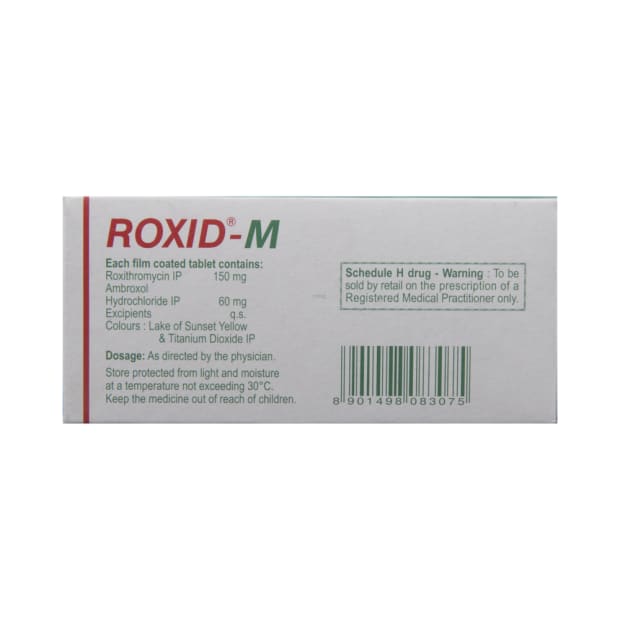 ROXID®-M
Each film coated tablet contains:
Roxithromycin IP 150 mg
Ambroxol
Hydrochloride IP 60 mg
Excipients q.s.
Colours : Lake of Sunset Yellow
& Titanium Dioxide IP
Dosage: As directed by the physician.
Store protected from light and moisture
at a temperature not exceeding 30°C.
Keep the medicine out of reach of children.
Schedule H drug - Warning : To be
sold by retail on the prescription of a
Registered Medical Practitioner only.
8 901498 083075